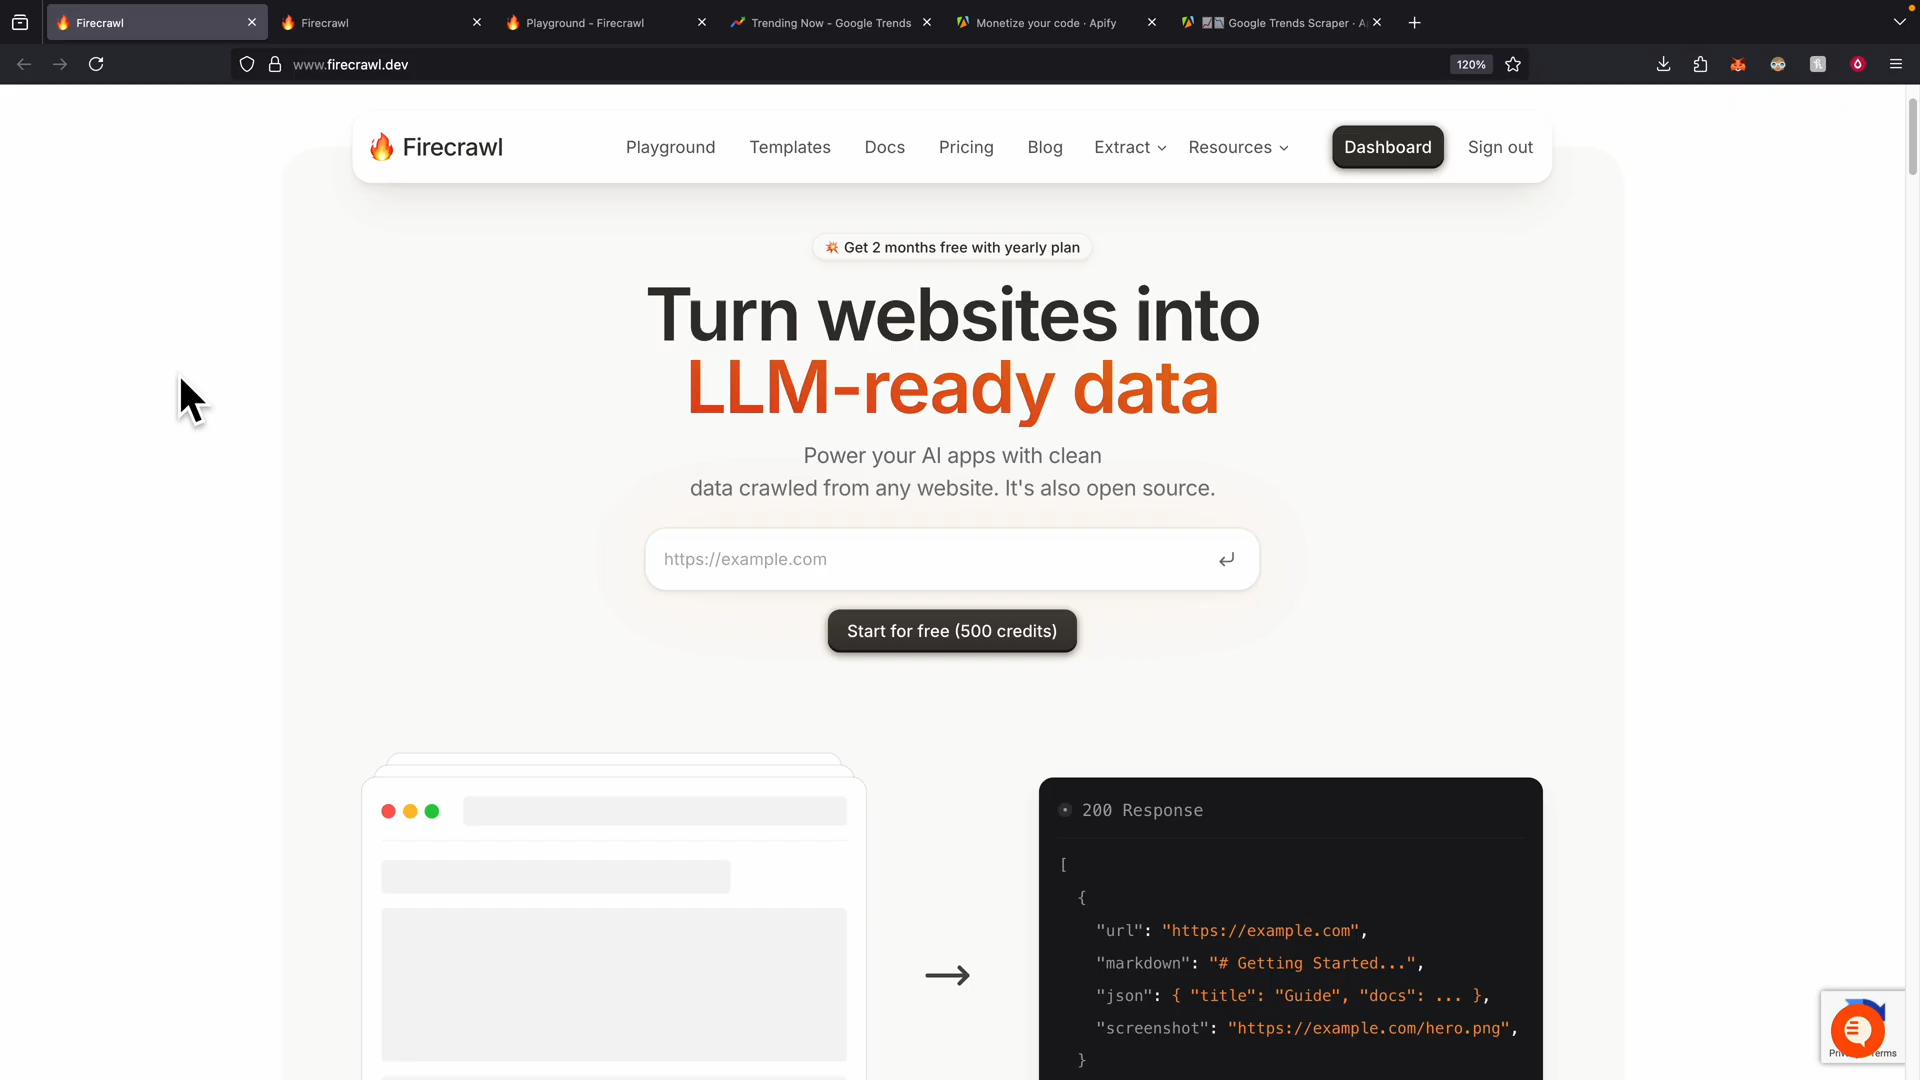 Firecrawl
Firecrawl
Playground - Firecrawl
Trending Now - Google Trends
Monetize your code · Apify
Google Trends Scraper · A
www.firecrawl.dev
120%
Firecrawl
Playground
Templates
Docs
Pricing
Blog
Extract
Resources
Dashboard
Sign out
Get 2 months free with yearly plan
Turn websites into
LLM-ready data
Power your AI apps with clean
data crawled from any website. It's also open source.
https://example.com
Start for free (500 credits)
200 Response
[
{
"url": "https://example.com",
"markdown": "# Getting Started...",
"json": { "title": "Guide", "docs": ... },
"screenshot": "https://example.com/hero.png",
}